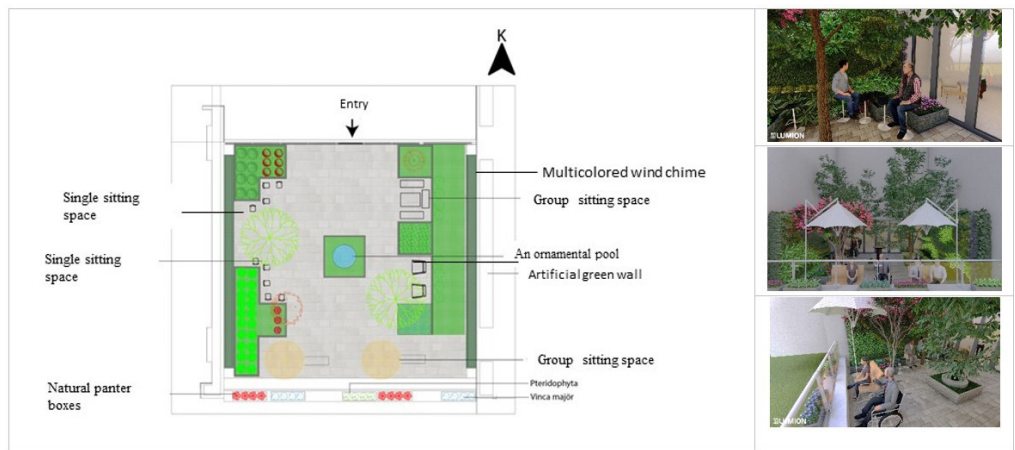 K
Entry
Multicolored wind chime
Single sitting
space
Group sitting space
Single sitting
space
An ornamental pool
Artificial green wall
Group sitting space
Natural panter
boxes
Pteridophyta
Vinca majör
LUMION
LUMION